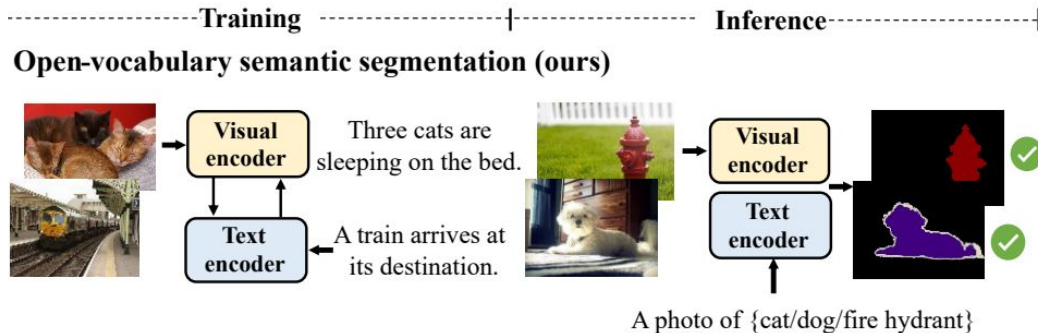 Training
Inference
Open-vocabulary semantic segmentation (ours)
Visual
encoder
Three cats are
sleeping on the bed.
Text
encoder
A train arrives at
its destination.
Visual
encoder
Text
encoder
A photo of {cat/dog/fire hydrant}